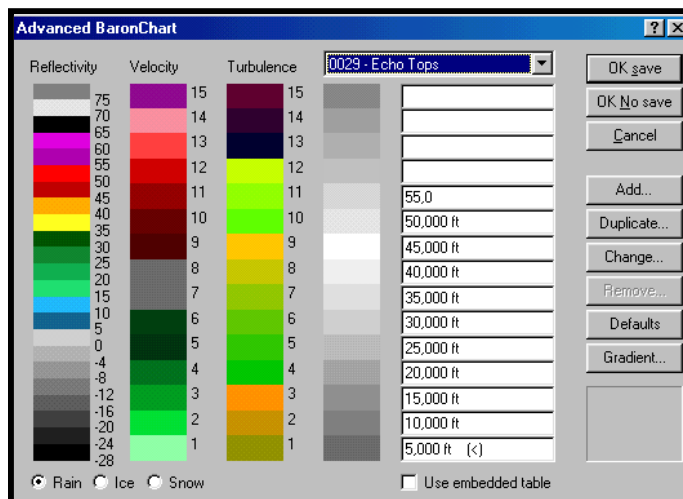 Advanced BaronChart
? X
Reflectivity
Velocity
Turbulence
0029 - Echo Tops
75
70
65
60
55
50
45
40
35
30
25
20
15
10
5
0
-4
-8
-12
-16
-20
-24
-28
15
14
13
12
11
10
9
8
7
6
5
4
3
2
1
15
14
13
12
11
10
9
8
7
6
5
4
3
2
1
55,0
50,000 ft
45,000 ft
40,000 ft
35,000 ft
30,000 ft
25,000 ft
20,000 ft
15,000 ft
10,000 ft
5,000 ft (<)
OK save
OK No save
Cancel
Add...
Duplicate...
Change...
Remove...
Defaults
Gradient...
Rain
Ice
Snow
Use embedded table